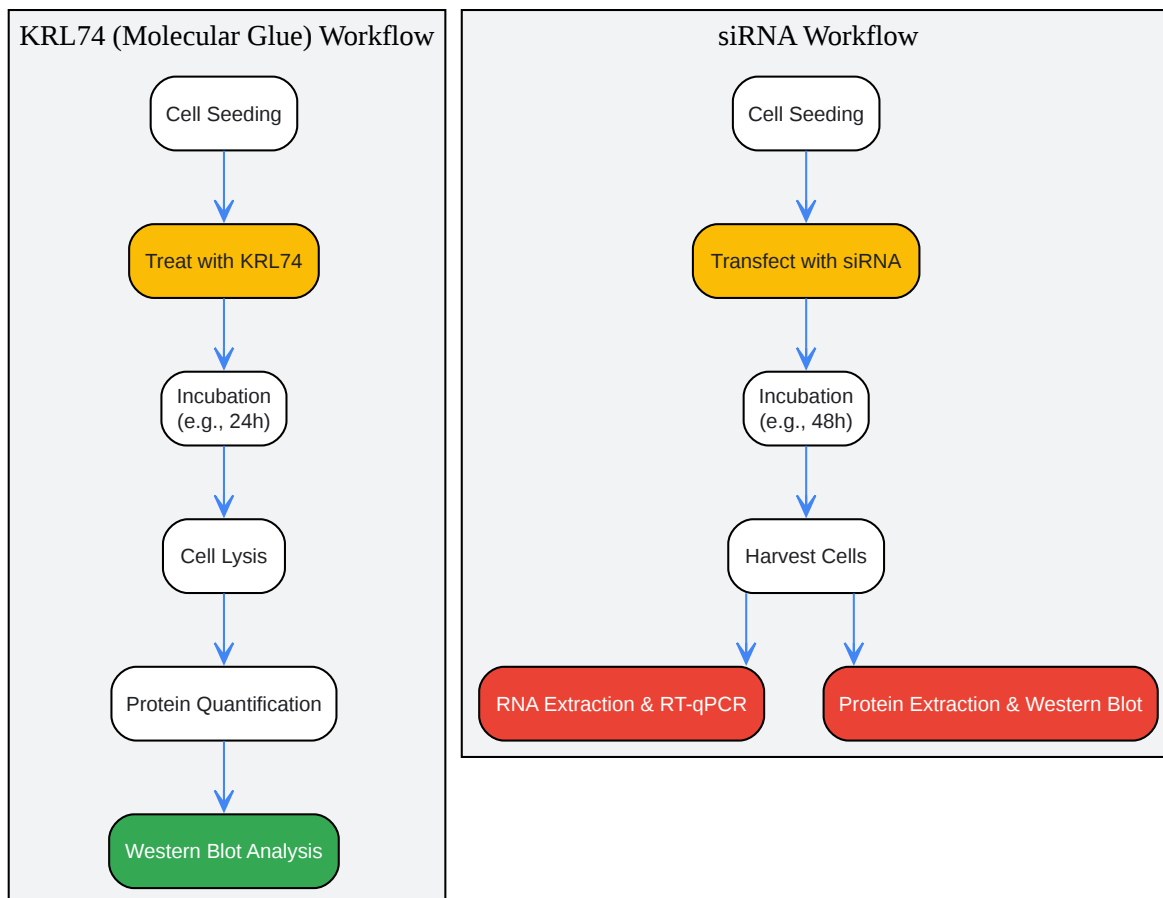 KRL74 (Molecular Glue) Workflow
Cell Seeding
Treat with KRL74
Incubation
(e.g., 24h)
Cell Lysis
Protein Quantification
Western Blot Analysis
siRNA Workflow
Cell Seeding
Transfect with siRNA
Incubation
(e.g., 48h)
Harvest Cells
RNA Extraction & RT-qPCR
Protein Extraction & Western Blot